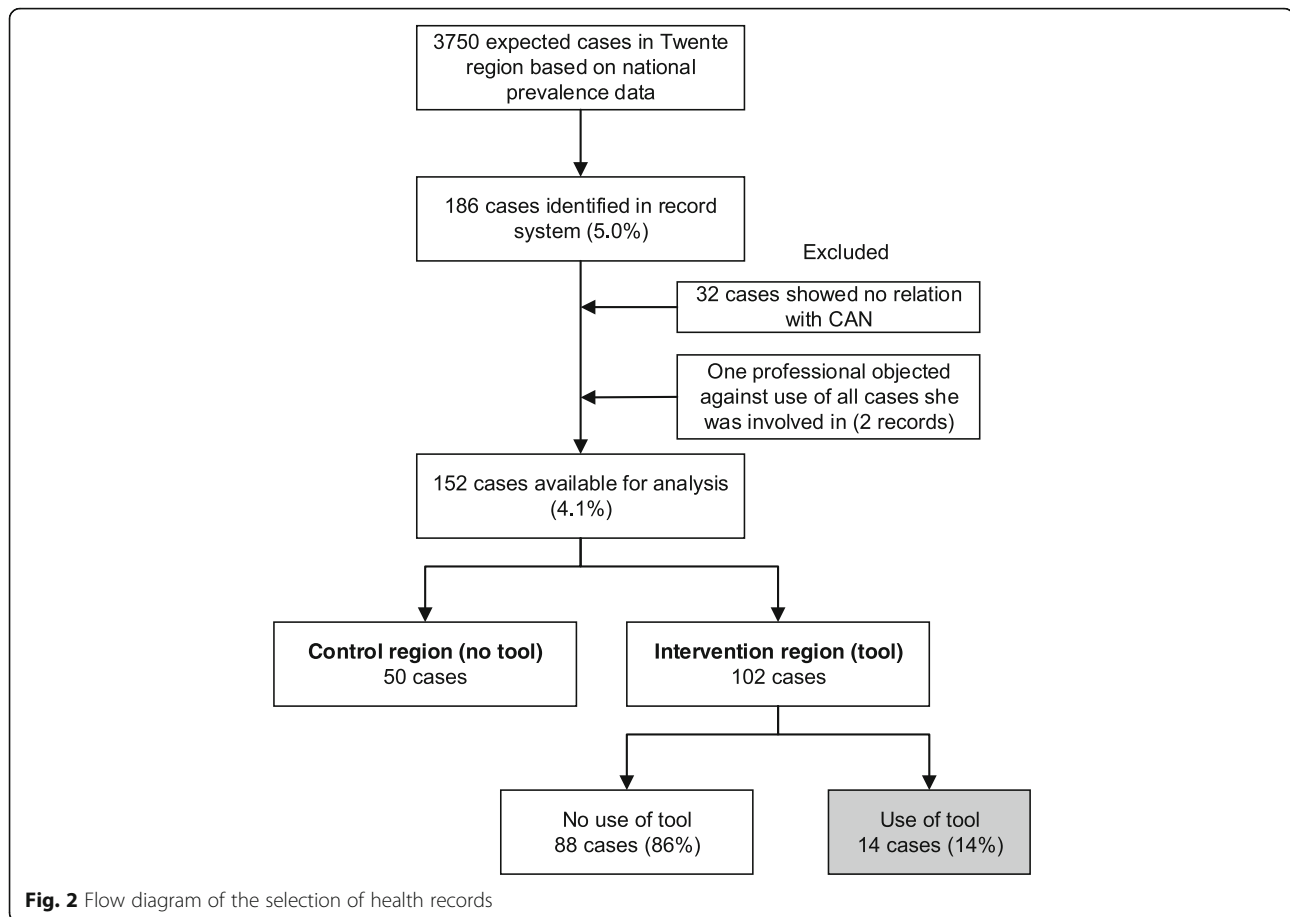 3750 expected cases in Twente
region based on national
prevalence data
186 cases identified in record
system (5.0%)
Excluded
32 cases showed no relation
with CAN
One professional objected
against use of all cases she
was involved in (2 records)
152 cases available for analysis
(4.1%)
Control region (no tool)
50 cases
Intervention region (tool)
102 cases
No use of tool
88 cases (86%)
Use of tool
14 cases (14%)
Fig. 2 Flow diagram of the selection of health records